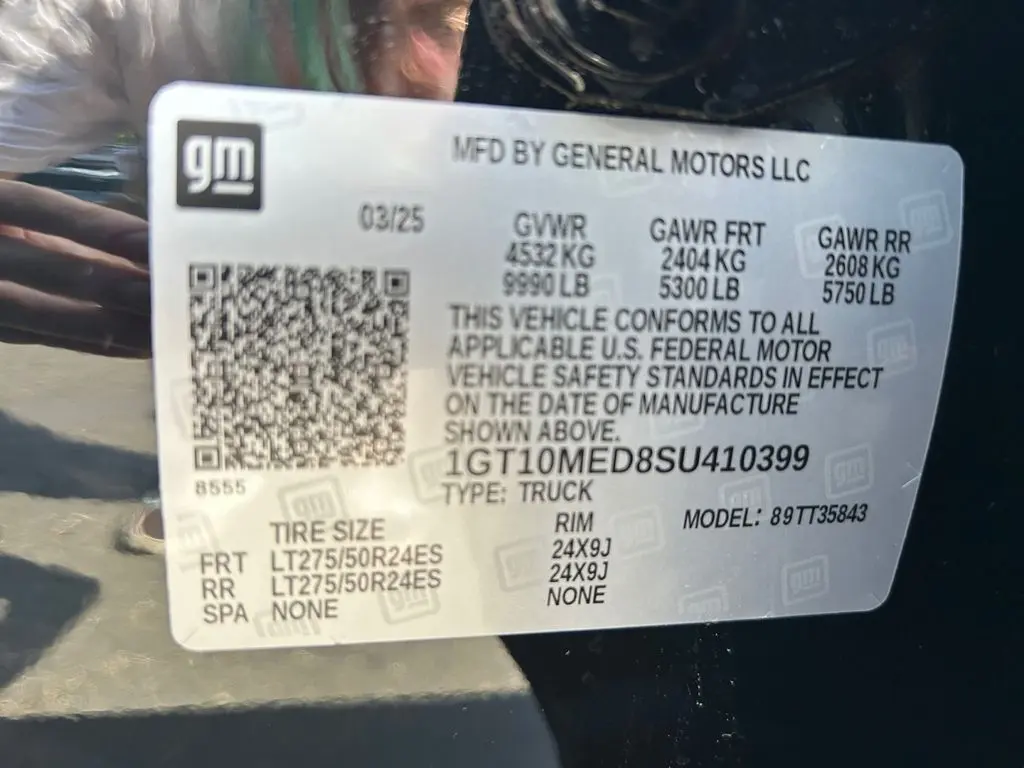 gm
MFD BY GENERAL MOTORS LLC
03/25
GVWR GAWR FRT GAWR RR
4532 KG 2404 KG 2608 KG
9990 LB 5300 LB 5750 LB
THIS VEHICLE CONFORMS TO ALL
APPLICABLE U.S. FEDERAL MOTOR
VEHICLE SAFETY STANDARDS IN EFFECT
ON THE DATE OF MANUFACTURE
SHOWN ABOVE.
8555
1GT10MED8SU410399
TYPE: TRUCK
MODEL: 89TT35843
TIRE SIZE RIM
FRT LT275/50R24ES 24X9J
RR LT275/50R24ES 24X9J
SPA NONE NONE